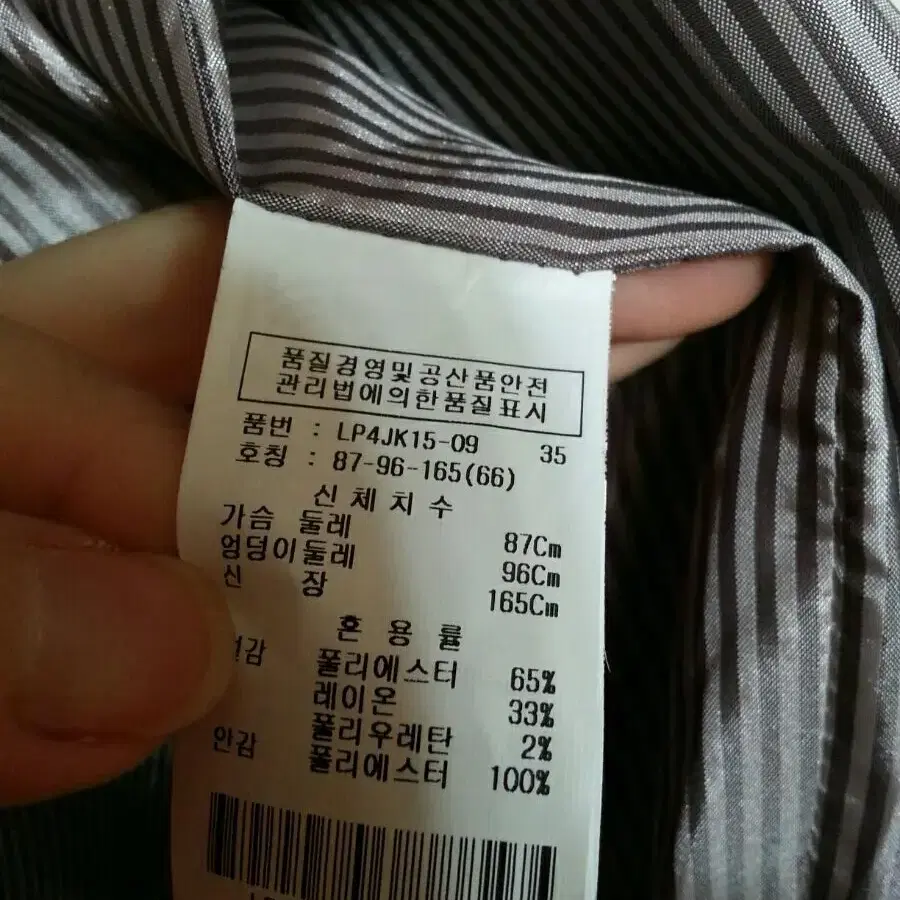 품질경영및공산품안전
관리법에의한품질표시
품번 : LP4JK15-09 35
호칭 : 87-96-165(66)
신체치수
가슴 둘레 87Cm
엉덩이둘레 96Cm
신 장 165Cm
혼 용 률
감 폴리에스터 65%
레이온 33%
폴리우레탄 2%
안감 폴리에스터 100%